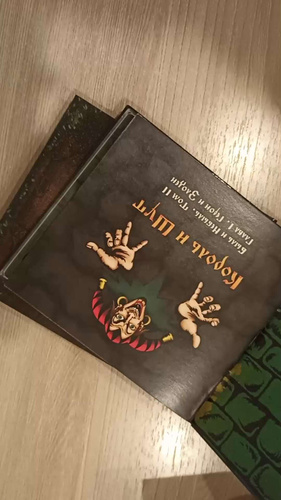 Король и Шут
Быль и Небыль. Том II
Глава I. Герои и Злодеи